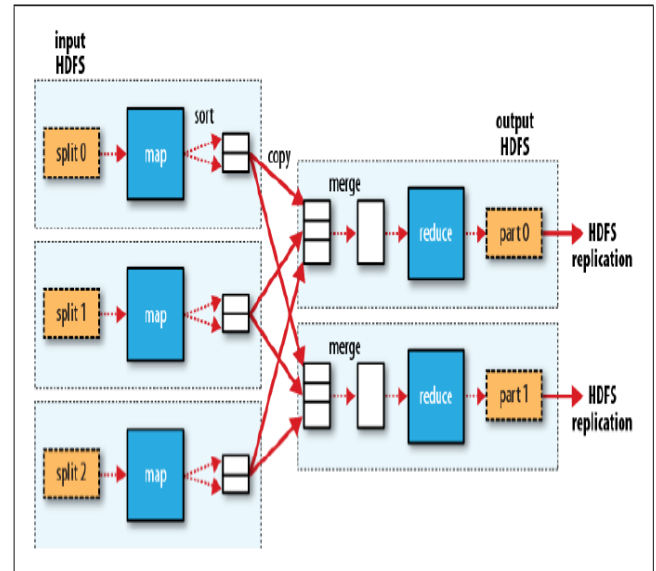 input
HDFS
sort
split 0
map
copy
output
HDFS
merge
reduce
part 0
HDFS
replication
split 1
map
merge
reduce
part 1
HDFS
replication
split 2
map